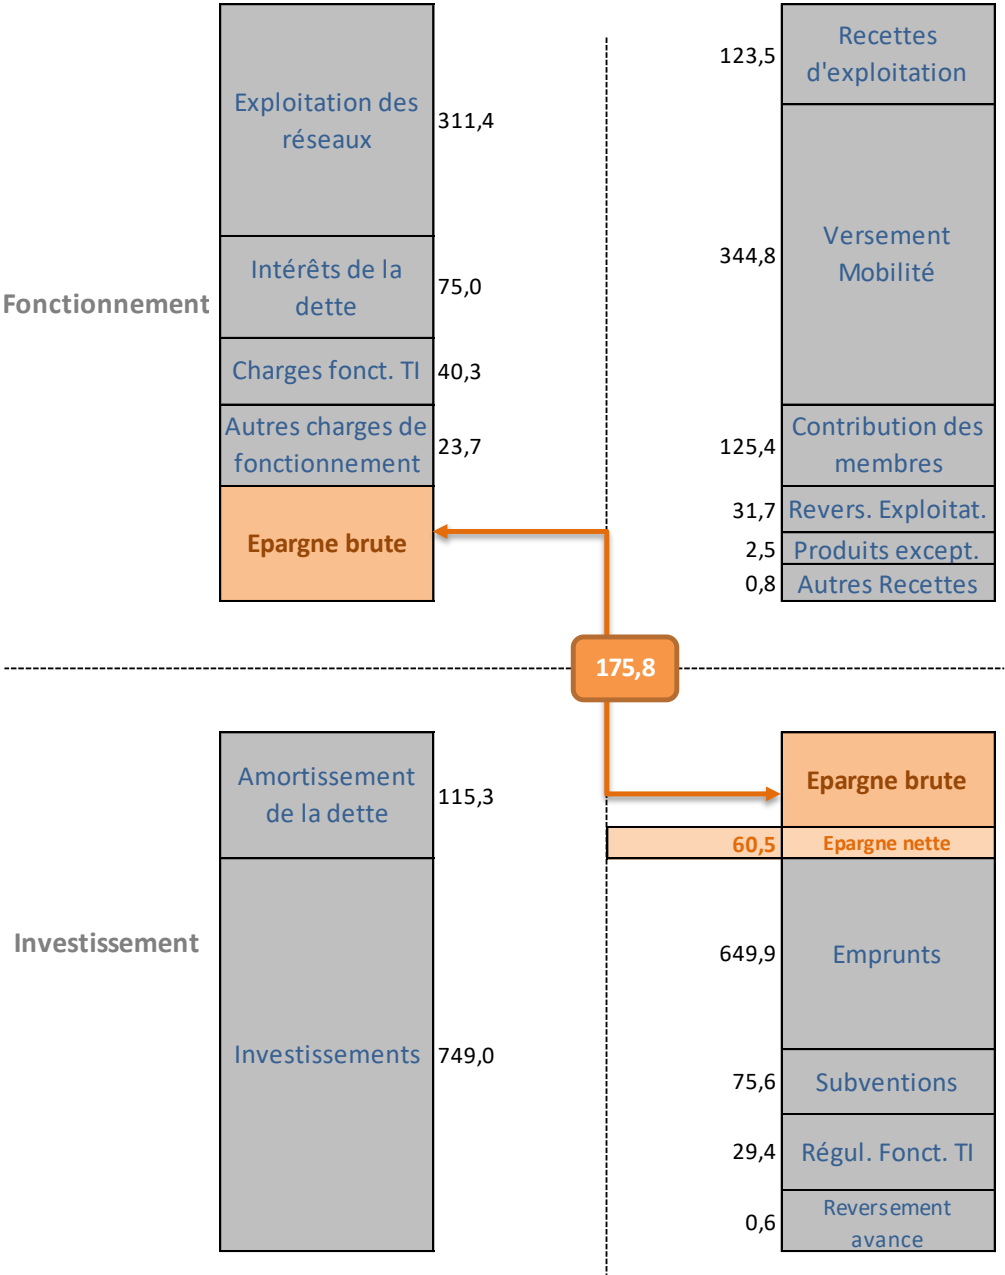 Fonctionnement
Exploitation des
réseaux
311,4
Intérêts de la
dette
75,0
Charges fonct. TI
40,3
Autres charges de
fonctionnement
23,7
Epargne brute
123,5
Recettes
d'exploitation
344,8
Versement
Mobilité
125,4
Contribution des
membres
31,7
Revers. Exploitat.
2,5
Produits except.
0,8
Autres Recettes
175,8
Investissement
Amortissement
de la dette
115,3
Investissements
749,0
Epargne brute
60,5
Epargne nette
649,9
Emprunts
75,6
Subventions
29,4
Régul. Fonct. TI
0,6
Reversement
avance